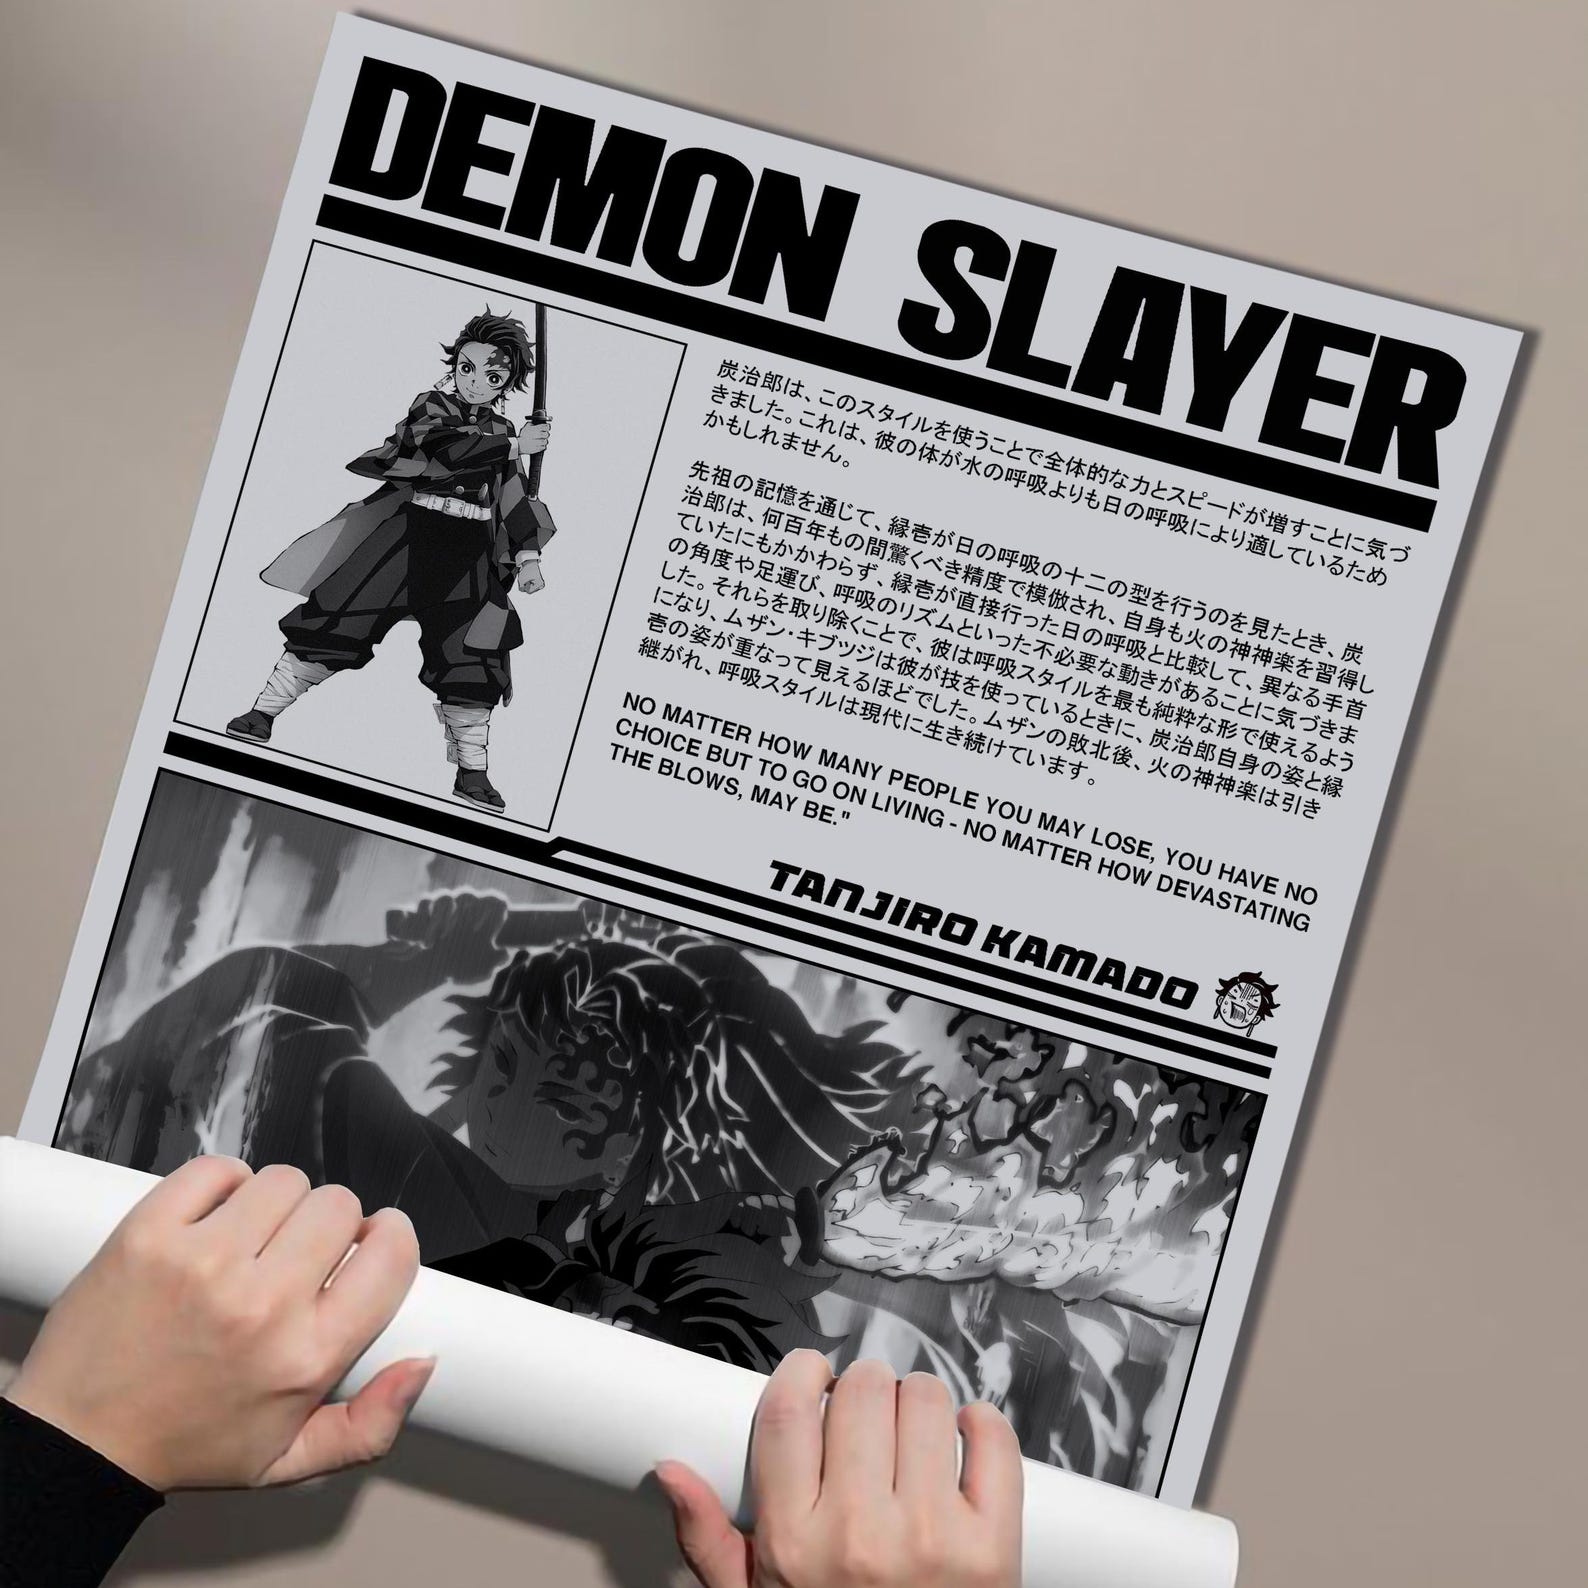 DEMON SLAYER
炭治郎は、このスタイルを使うことで全体的な力とスピードが増すことに気づ
きました。これは、彼の体が水の呼吸よりも日の呼吸により適しているため
かもしれません。
先祖の記憶を通じて、縁壱が日の呼吸の十二の型を行うのを見たとき、炭
治郎は、何百年もの間驚くべき精度で模倣され、自身も火の神神楽を習得し
ていたにもかかわらず、縁壱が直接行った日の呼吸と比較して、異なる手首
の角度や足運び、呼吸のリズムといった不必要な動きがあることに気づきま
した。それらを取り除くことで、彼は呼吸スタイルを最も純粋な形で使えるよう
になり、ムザン・キブツジは彼が技を使っているときに、炭治郎自身の姿と縁
壱の姿が重なって見えるほどでした。ムザンの敗北後、火の神神楽は引き
継がれ、呼吸スタイルは現代に生き続けています。
NO MATTER HOW MANY PEOPLE YOU MAY LOSE, YOU HAVE NO
CHOICE BUT TO GO ON LIVING - NO MATTER HOW DEVASTATING
THE BLOWS, MAY BE."
TANJIRO KAMADO